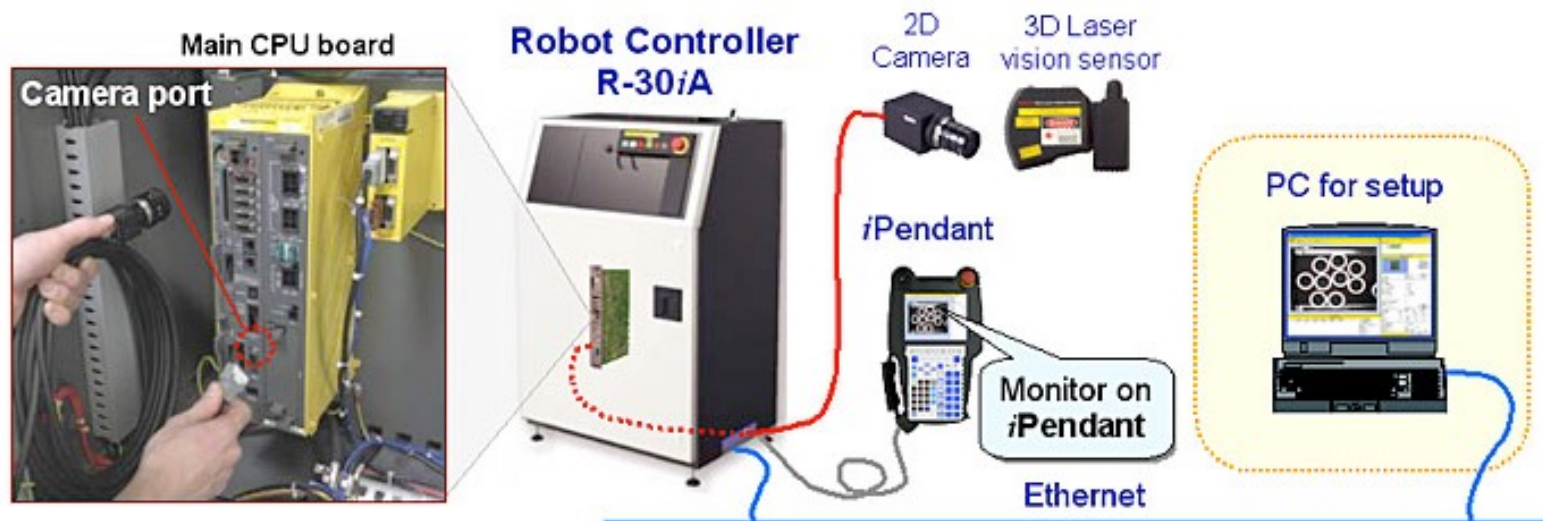 Main CPU board
Camera port
Robot Controller
R-30iA
2D
Camera
3D Laser
vision sensor
iPendant
Monitor on
iPendant
PC for setup
Ethernet